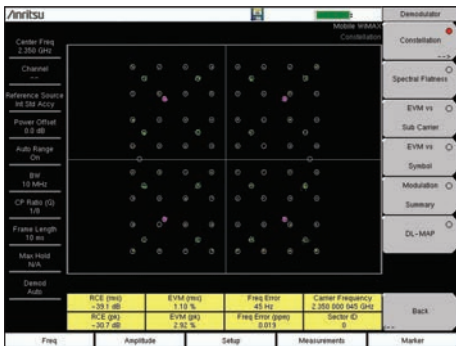 Anritsu
Mobile WiMAX
Constellation
Center Freq
2.350 GHz
Channel
--
Reference Source
Int Std Accy
Power Offset
0.0 dB
Auto Range
On
BW
10 MHz
CP Ratio (G)
1/8
Frame Length
10 ms
Max Hold
N/A
Demod
Auto
Demodulator
Constellation
-->
Spectral Flatness
EVM vs
Sub Carrier
EVM vs
Symbol
Modulation
Summary
DL-MAP
Back
<--
RCE (rms)
-39.1 dB
EVM (rms)
1.10 %
Freq Error
45 Hz
Carrier Frequency
2.350 000 045 GHz
RCE (pk)
-30.7 dB
EVM (pk)
2.92 %
Freq Error (ppm)
0.019
Sector ID
0
Freq
Amplitude
Setup
Measurements
Marker